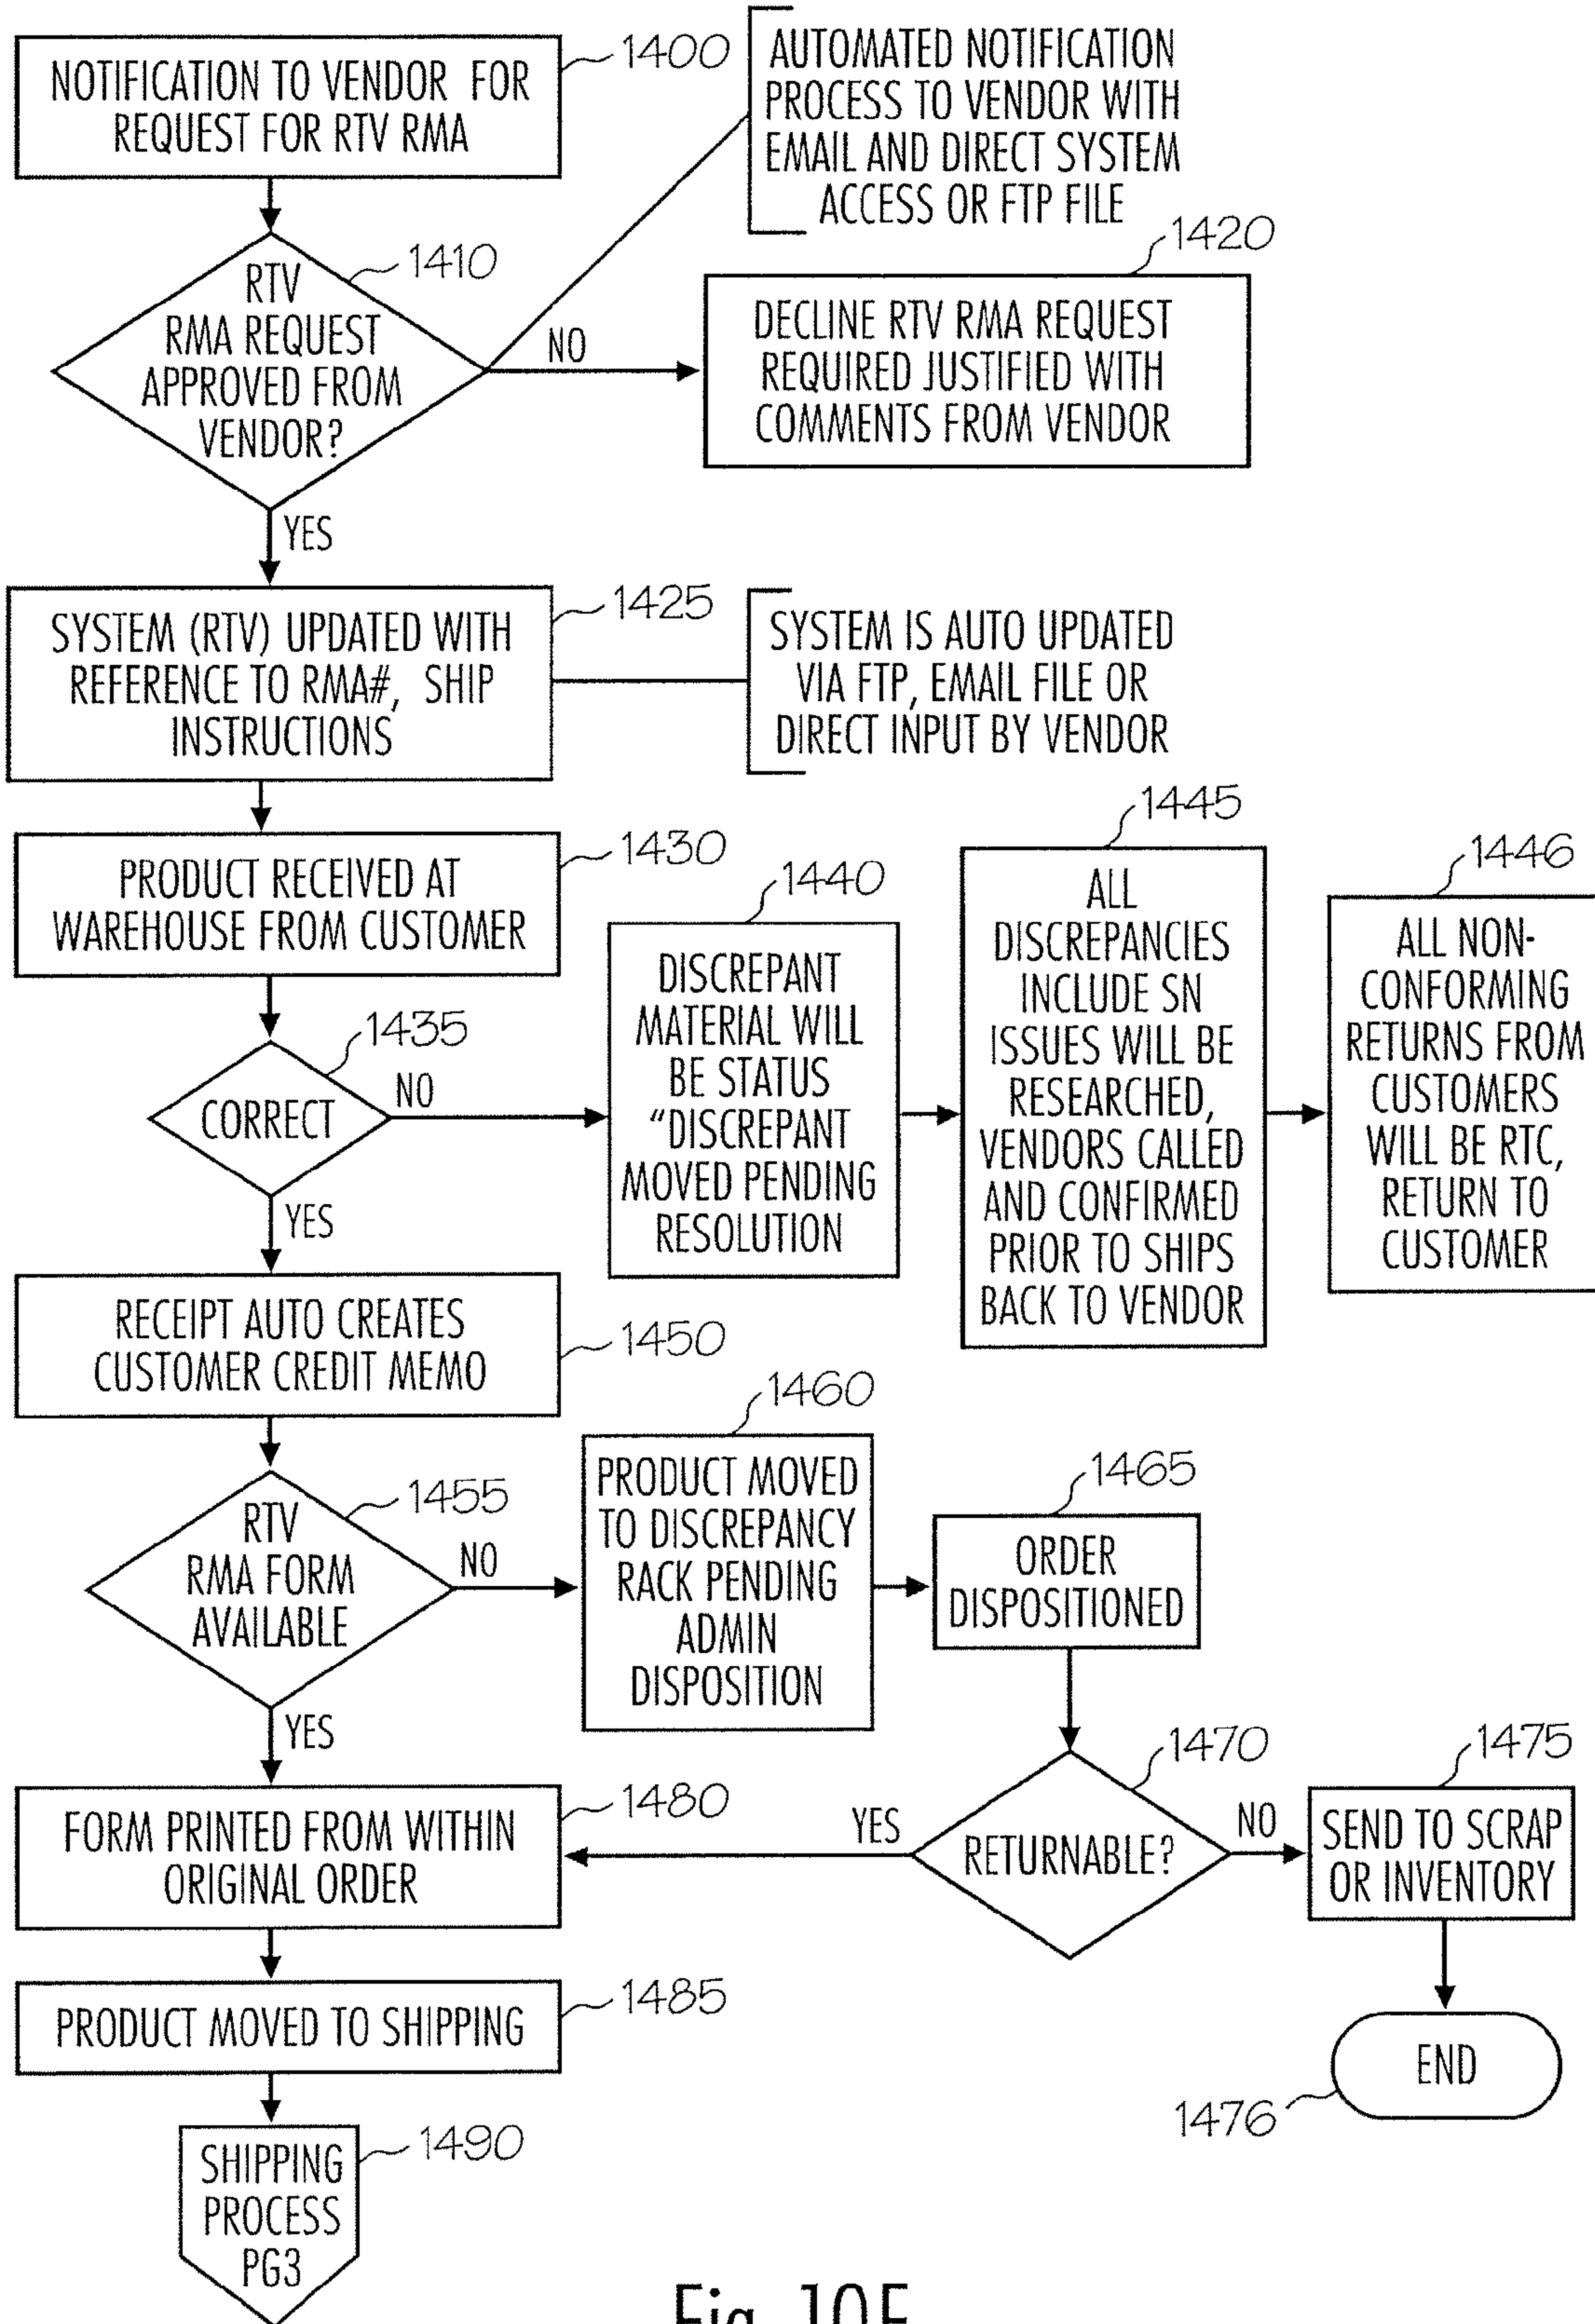 NOTIFICATION TO VENDOR FOR
REQUEST FOR RTV RMA
1400
AUTOMATED NOTIFICATION
PROCESS TO VENDOR WITH
EMAIL AND DIRECT SYSTEM
ACCESS OR FTP FILE
RTV
RMA REQUEST
APPROVED FROM
VENDOR?
1410
NO
1420
DECLINE RTV RMA REQUEST
REQUIRED JUSTIFIED WITH
COMMENTS FROM VENDOR
YES
SYSTEM (RTV) UPDATED WITH
REFERENCE TO RMA#, SHIP
INSTRUCTIONS
1425
SYSTEM IS AUTO UPDATED
VIA FTP, EMAIL FILE OR
DIRECT INPUT BY VENDOR
PRODUCT RECEIVED AT
WAREHOUSE FROM CUSTOMER
1430
CORRECT
1435
NO
1440
DISCREPANT
MATERIAL WILL
BE STATUS
"DISCREPANT
MOVED PENDING
RESOLUTION
1445
ALL
DISCREPANCIES
INCLUDE SN
ISSUES WILL BE
RESEARCHED,
VENDORS CALLED
AND CONFIRMED
PRIOR TO SHIPS
BACK TO VENDOR
1446
ALL NON-
CONFORMING
RETURNS FROM
CUSTOMERS
WILL BE RTC,
RETURN TO
CUSTOMER
YES
RECEIPT AUTO CREATES
CUSTOMER CREDIT MEMO
1450
RTV
RMA FORM
AVAILABLE
1455
NO
1460
PRODUCT MOVED
TO DISCREPANCY
RACK PENDING
ADMIN
DISPOSITION
1465
ORDER
DISPOSITIONED
YES
FORM PRINTED FROM WITHIN
ORIGINAL ORDER
1480
YES
RETURNABLE?
1470
NO
1475
SEND TO SCRAP
OR INVENTORY
PRODUCT MOVED TO SHIPPING
1485
END
1476
SHIPPING
PROCESS
PG3
1490
Fig. 10F